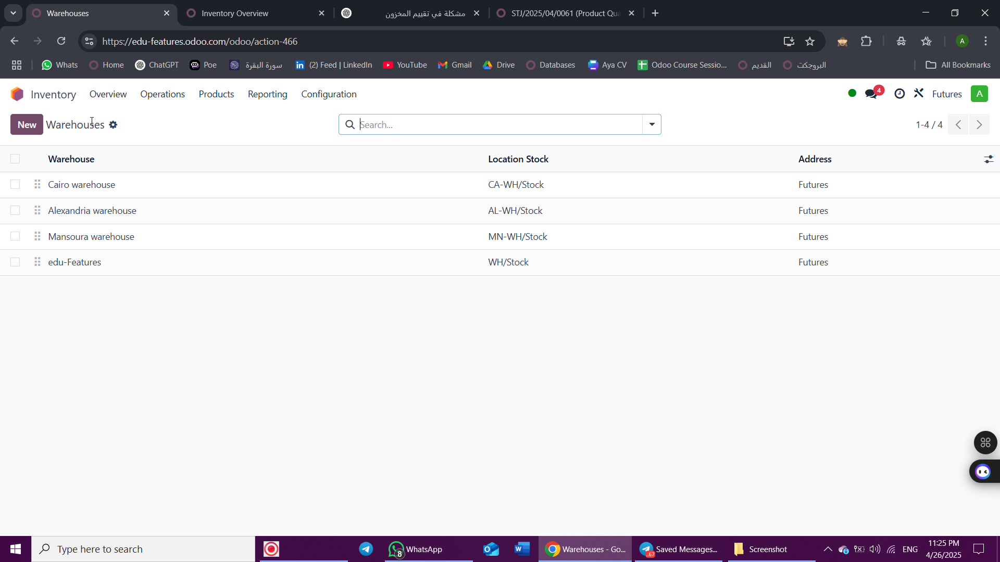 Warehouses
Inventory Overview
مشكلة في تقييم المخزون
STJ/2025/04/0061 (Product Qua
https://edu-features.odoo.com/odoo/action-466
A
Whats
Home
ChatGPT
Poe
سورة البقرة
(2) Feed | LinkedIn
YouTube
Gmail
Drive
Databases
Aya CV
Odoo Course Sessio...
القديم
البروجكت
All Bookmarks
Inventory
Overview
Operations
Products
Reporting
Configuration
4
Futures
A
New
Warehouses
Search...
1-4 / 4
Warehouse Location Stock Address
Cairo warehouse CA-WH/Stock Futures
Alexandria warehouse AL-WH/Stock Futures
Mansoura warehouse MN-WH/Stock Futures
edu-Features WH/Stock Futures
Type here to search
8
WhatsApp
Warehouses - Go...
..67
Saved Messages...
Screenshot
ENG
11:25 PM
4/26/2025